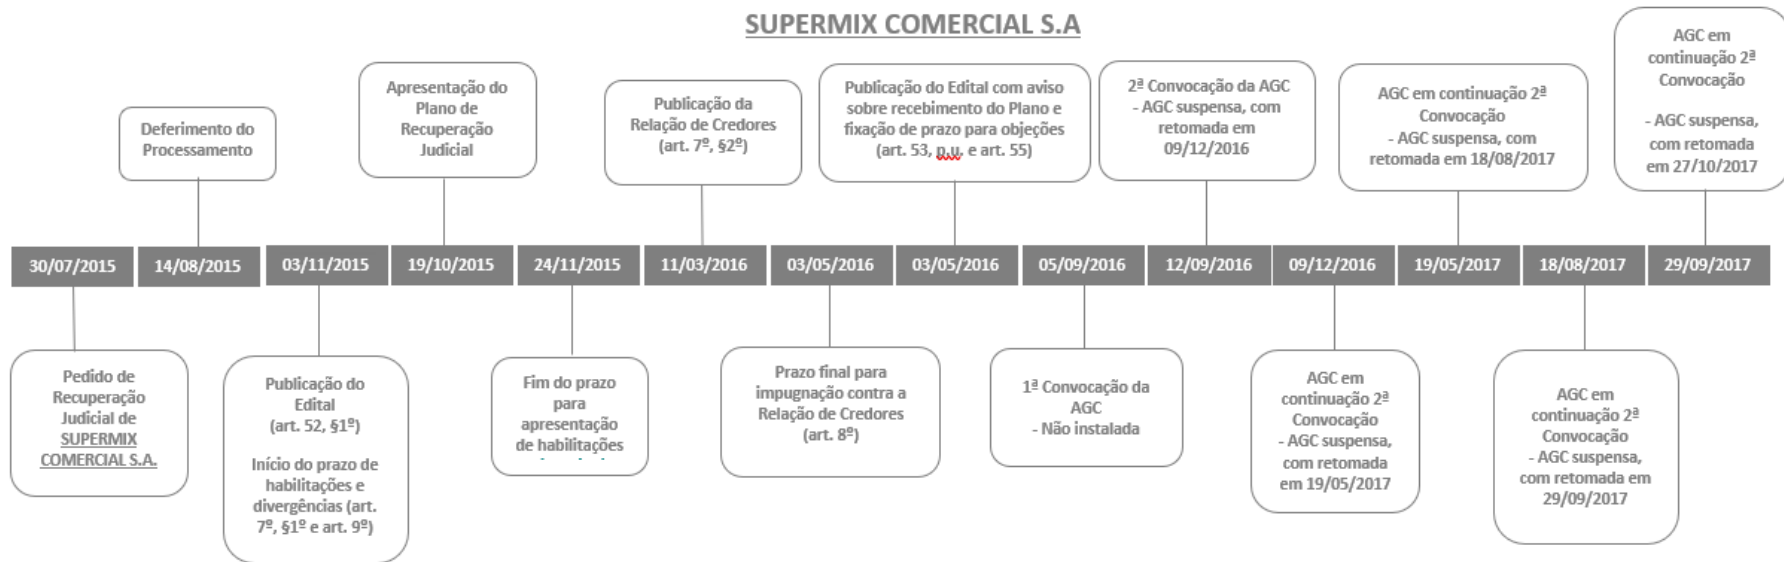 SUPERMIX COMERCIAL S.A
Deferimento do
Processamento
Apresentação do
Plano de
Recuperação
Judicial
Publicação da
Relação de Credores
(art. 7º, §2º)
Publicação do Edital com aviso
sobre recebimento do Plano e
fixação de prazo para objeções
(art. 53, p.u. e art. 55)
2ª Convocação da AGC
- AGC suspensa, com
retomada em
09/12/2016
AGC em continuação 2ª
Convocação
- AGC suspensa, com
retomada em 18/08/2017
AGC em
continuação 2ª
Convocação
- AGC suspensa,
com retomada
em 27/10/2017
30/07/2015
14/08/2015
03/11/2015
19/10/2015
24/11/2015
11/03/2016
03/05/2016
03/05/2016
05/09/2016
12/09/2016
09/12/2016
19/05/2017
18/08/2017
29/09/2017
Pedido de
Recuperação
Judicial de
SUPERMIX
COMERCIAL S.A.
Publicação do
Edital
(art. 52, §1º)
Início do prazo de
habilitações e
divergências (art.
7º, §1º e art. 9º)
Fim do prazo
para
apresentação
de habilitações
Prazo final para
impugnação contra a
Relação de Credores
(art. 8º)
1ª Convocação da
AGC
- Não instalada
AGC em
continuação 2ª
Convocação
- AGC suspensa,
com retomada
em 19/05/2017
AGC em
continuação 2ª
Convocação
- AGC suspensa,
com retomada em
29/09/2017